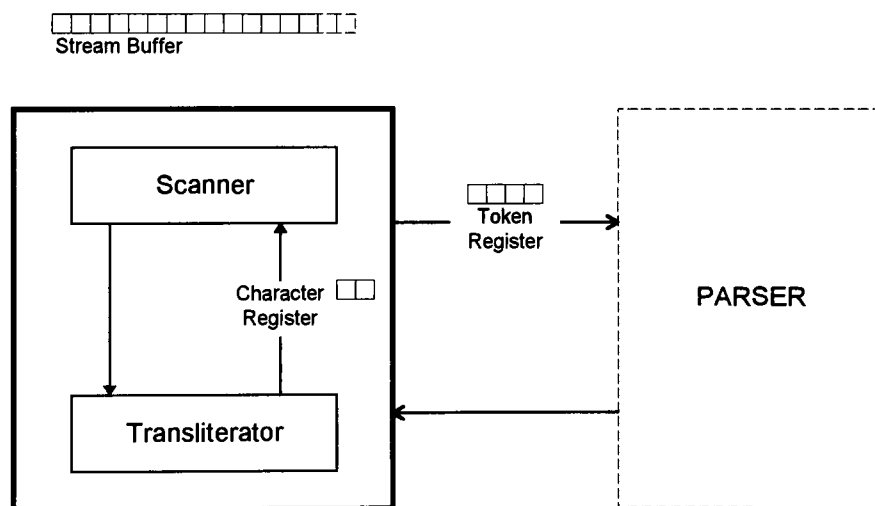 Stream Buffer
Scanner
Token
Register
Character
Register
PARSER
Transliterator